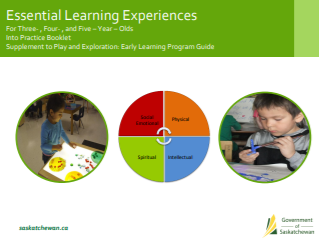 Essential Learning Experiences
For Three-, Four-, and Five – Year – Olds
Into Practice Booklet
Supplement to Play and Exploration: Early Learning Program Guide
Social/
Emotional
Physical
Spiritual
Intellectual
saskatchewan.ca
Government
of
Saskatchewan